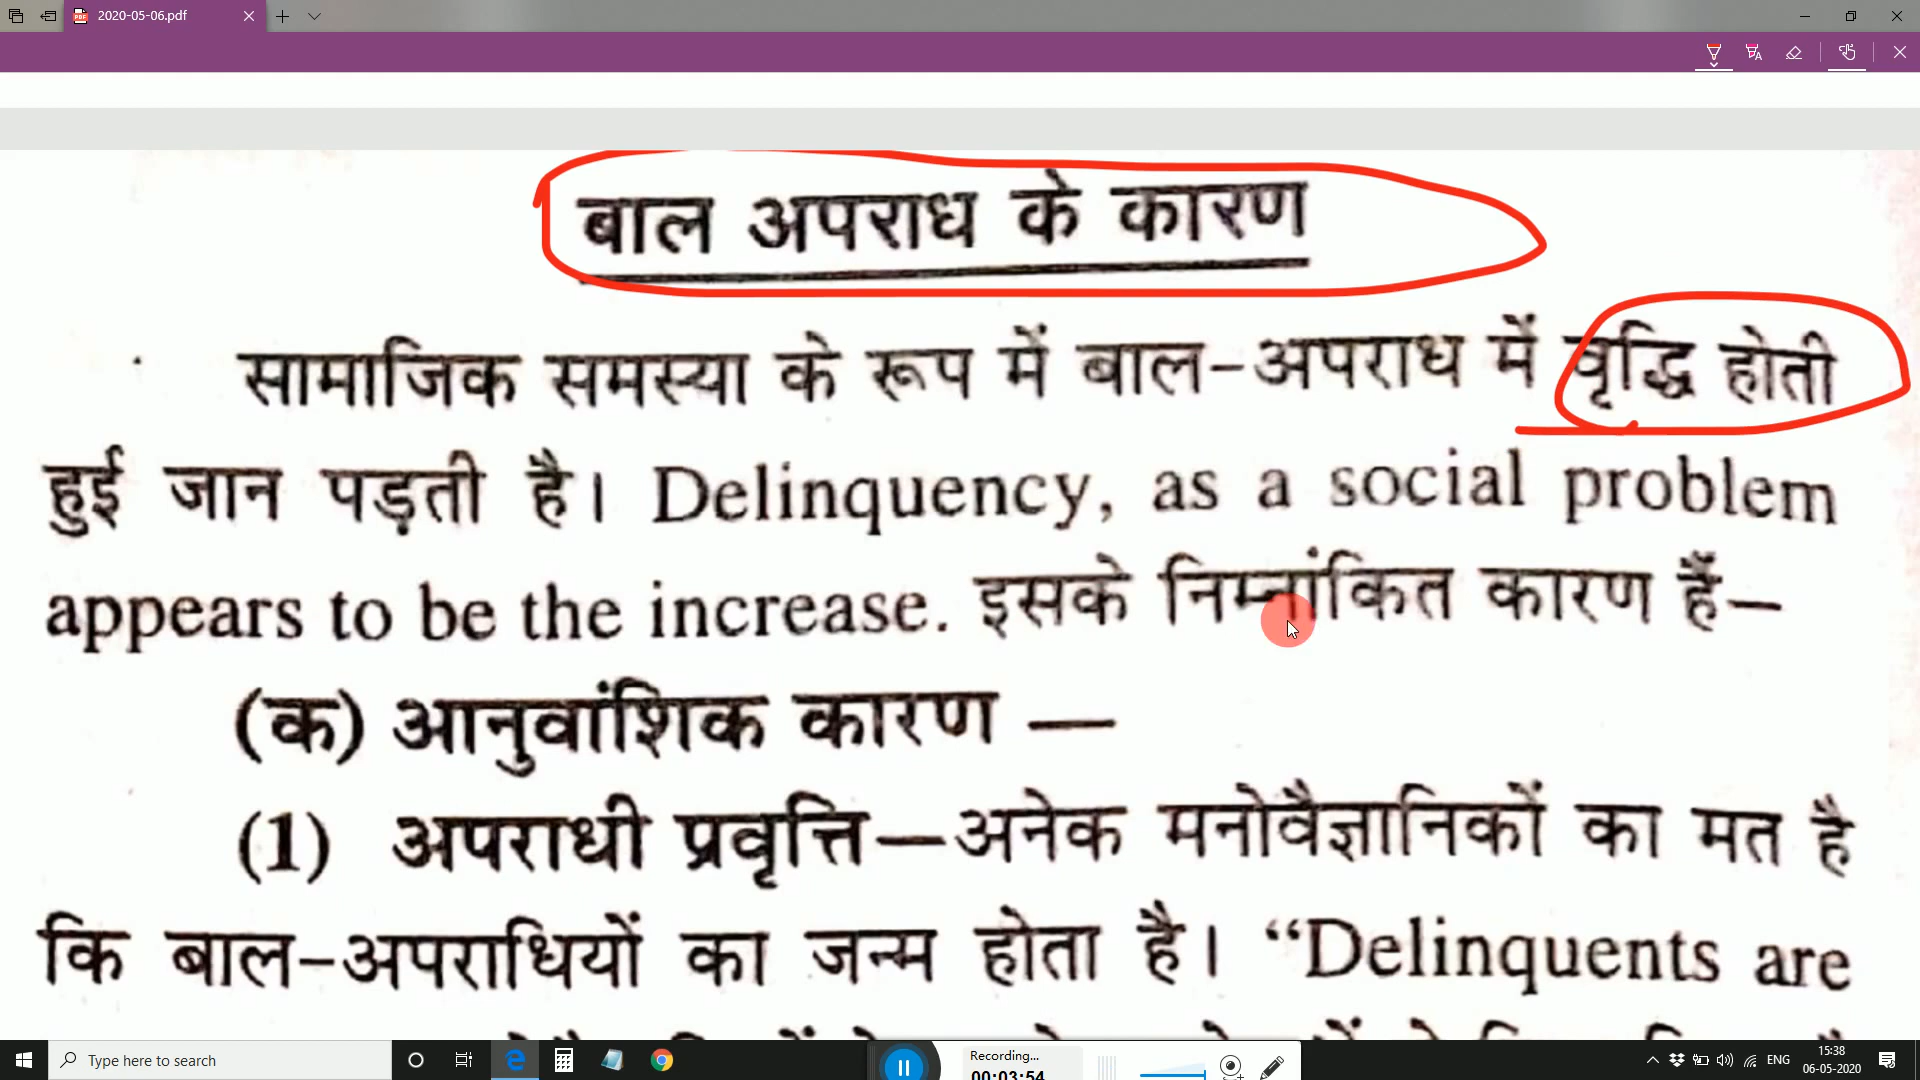 2020-05-06.pdf
बाल अपराध के कारण
सामाजिक समस्या के रूप में बाल-अपराध में वृद्धि होती
हुई जान पड़ती है। Delinquency, as a social problem
appears to be the increase. इसके निम्नांकित कारण हैं—
(क) आनुवांशिक कारण —
(1) अपराधी प्रवृत्ति—अनेक मनोवैज्ञानिकों का मत है
कि बाल-अपराधियों का जन्म होता है। “Delinquents are
Type here to search
Recording...
00:03:54
ENG
15:38
06-05-2020